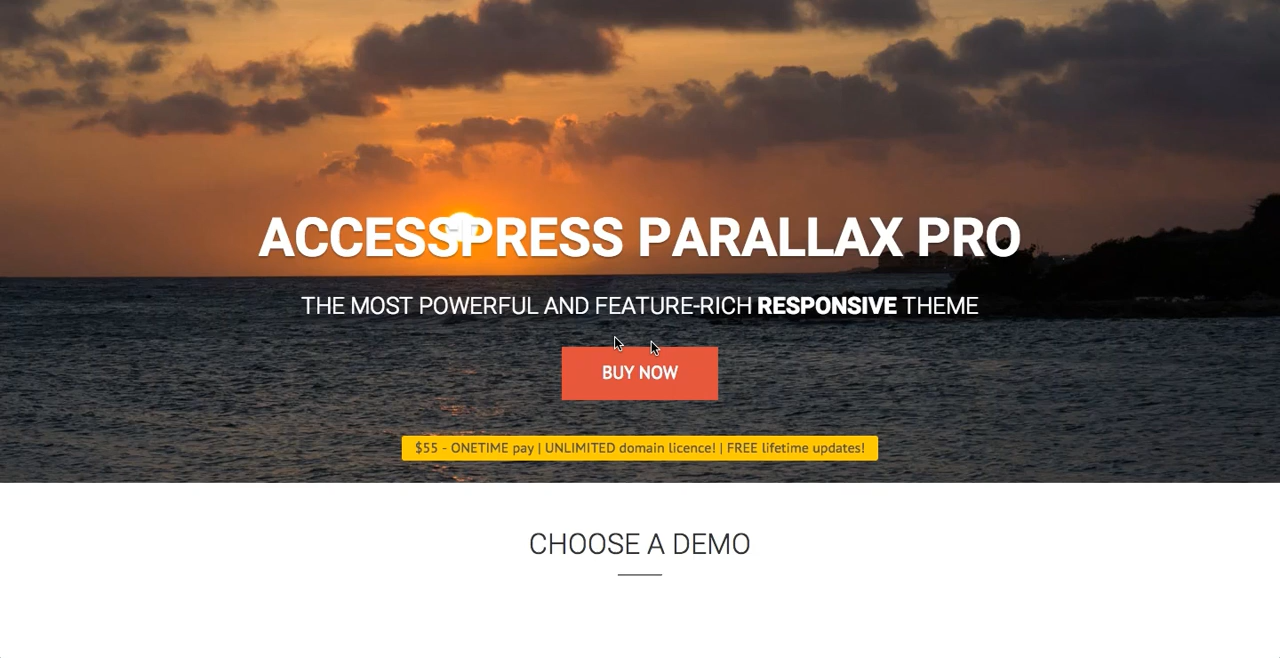 ACCESSPRESS PARALLAX PRO
THE MOST POWERFUL AND FEATURE-RICH RESPONSIVE THEME
BUY NOW
$55 - ONETIME pay | UNLIMITED domain licence! | FREE lifetime updates!
CHOOSE A DEMO